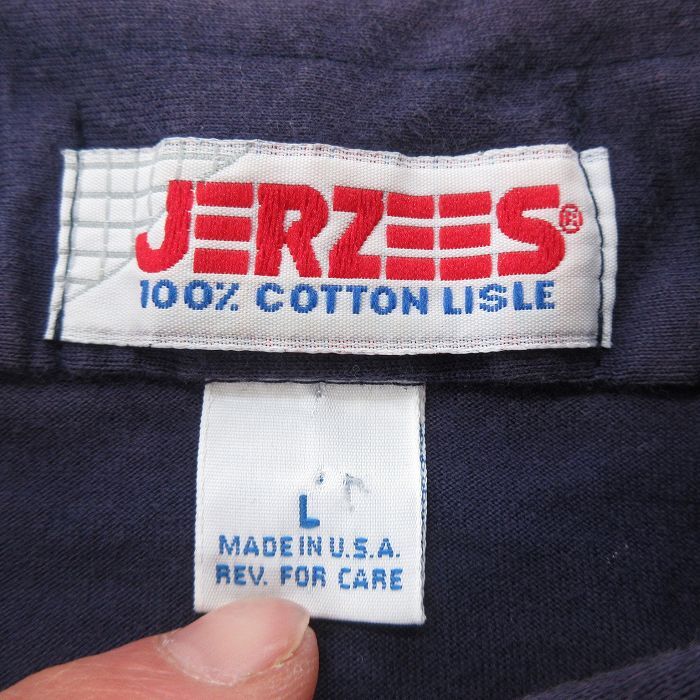 JERZEES®
100% COTTON LISLE
L
MADE IN U.S.A.
REV. FOR CARE